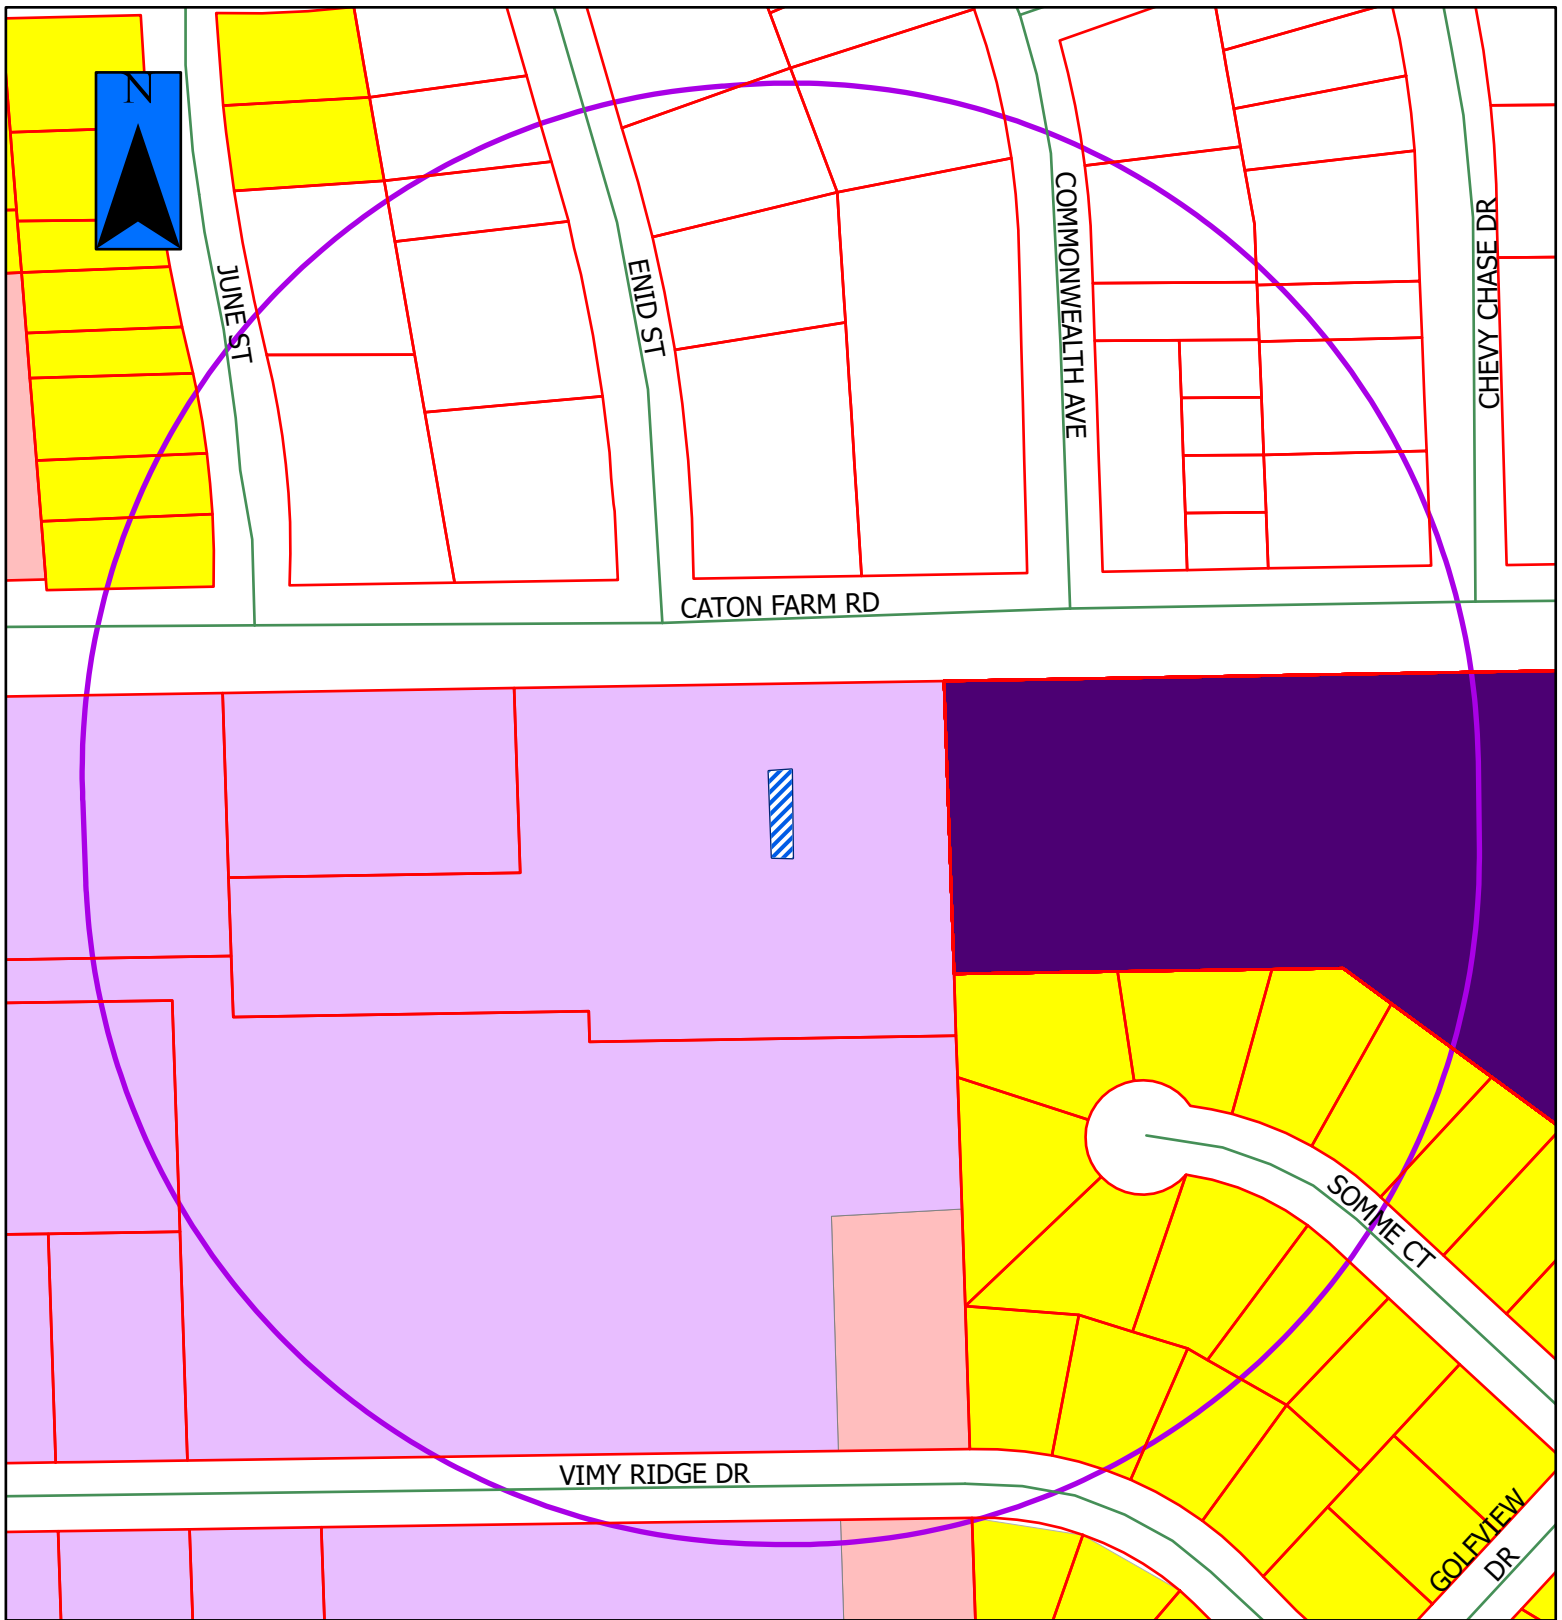 N
JUNE ST
ENID ST
COMMONWEALTH AVE
CHEVY CHASE DR
CATON FARM RD
SOMME CT
VIMY RIDGE DR
GOLFVIEW
DR